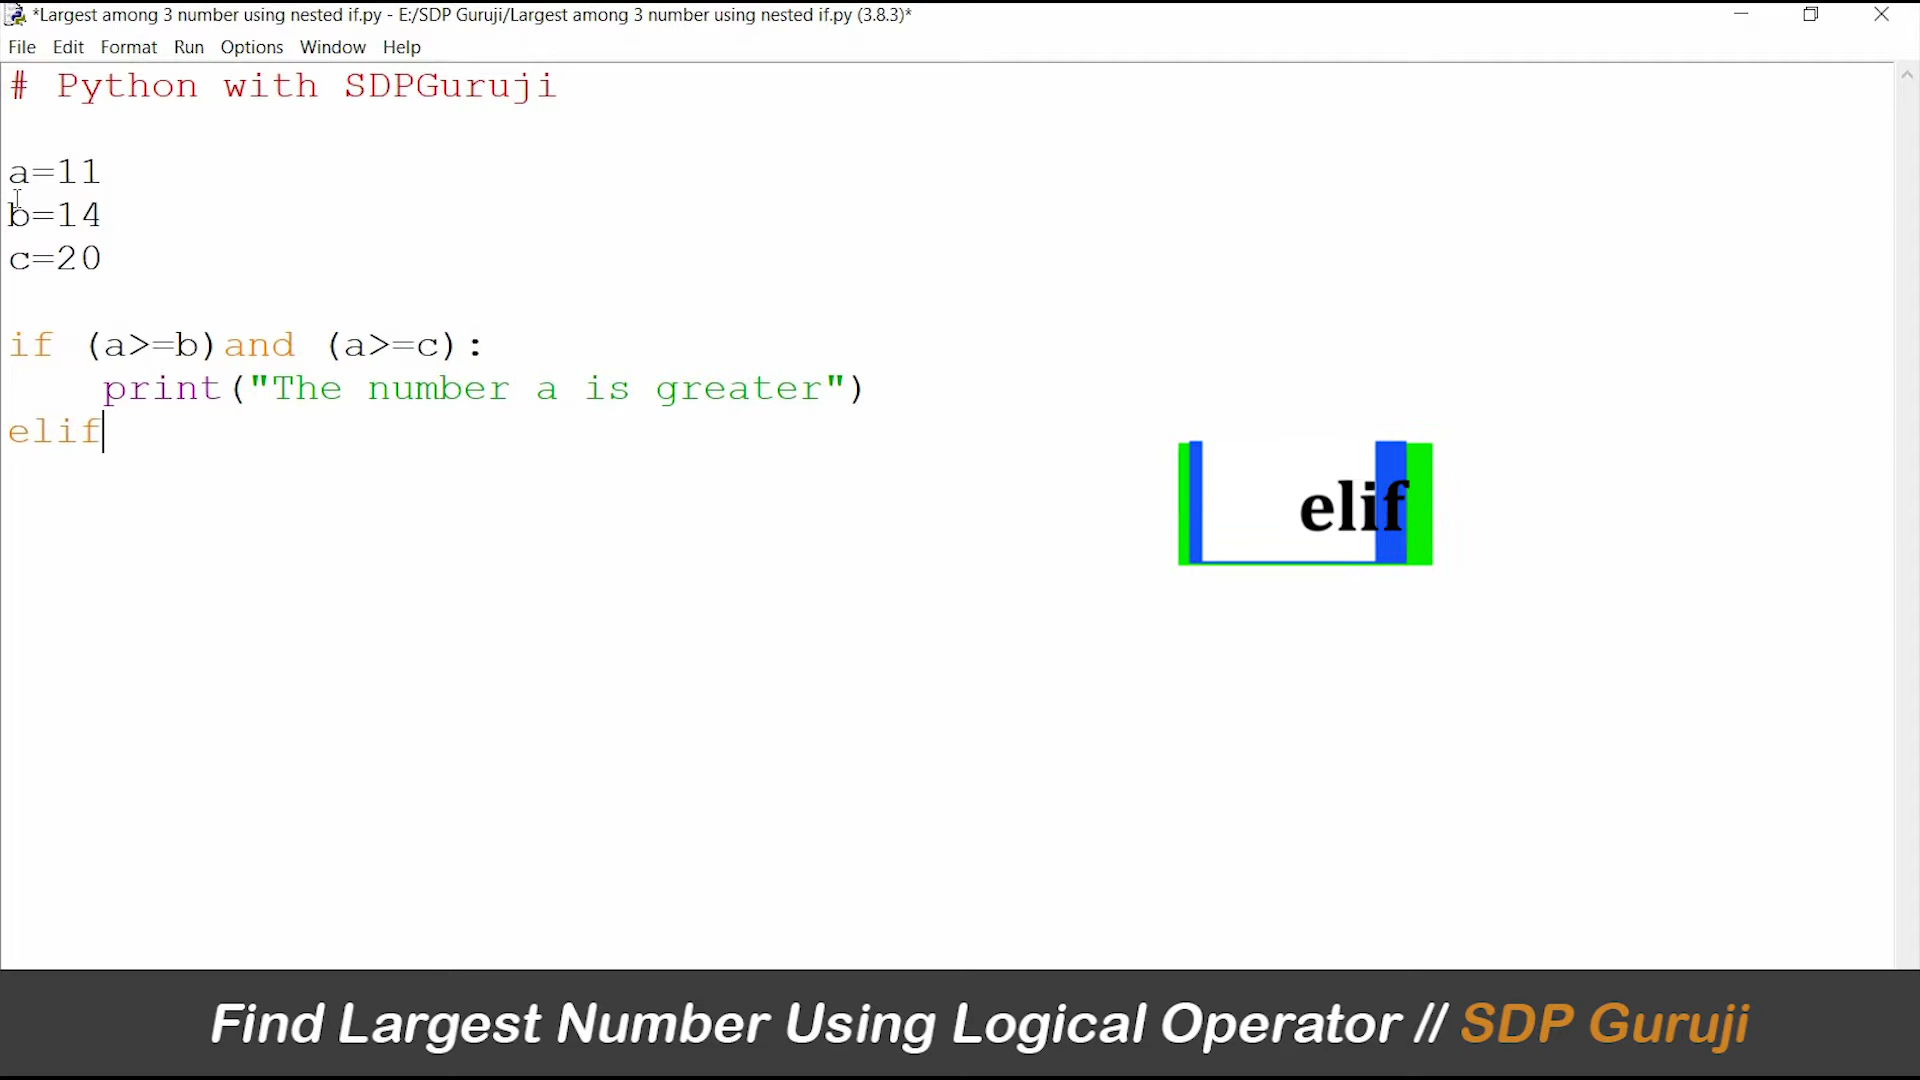 *Largest among 3 number using nested if.py - E:/SDP Guruji/Largest among 3 number using nested if.py (3.8.3)*
File Edit Format Run Options Window Help
# Python with SDPGuruji
a=11
b=14
c=20
if (a>=b)and (a>=c):
    print("The number a is greater")
elif
elif
Find Largest Number Using Logical Operator // SDP Guruji